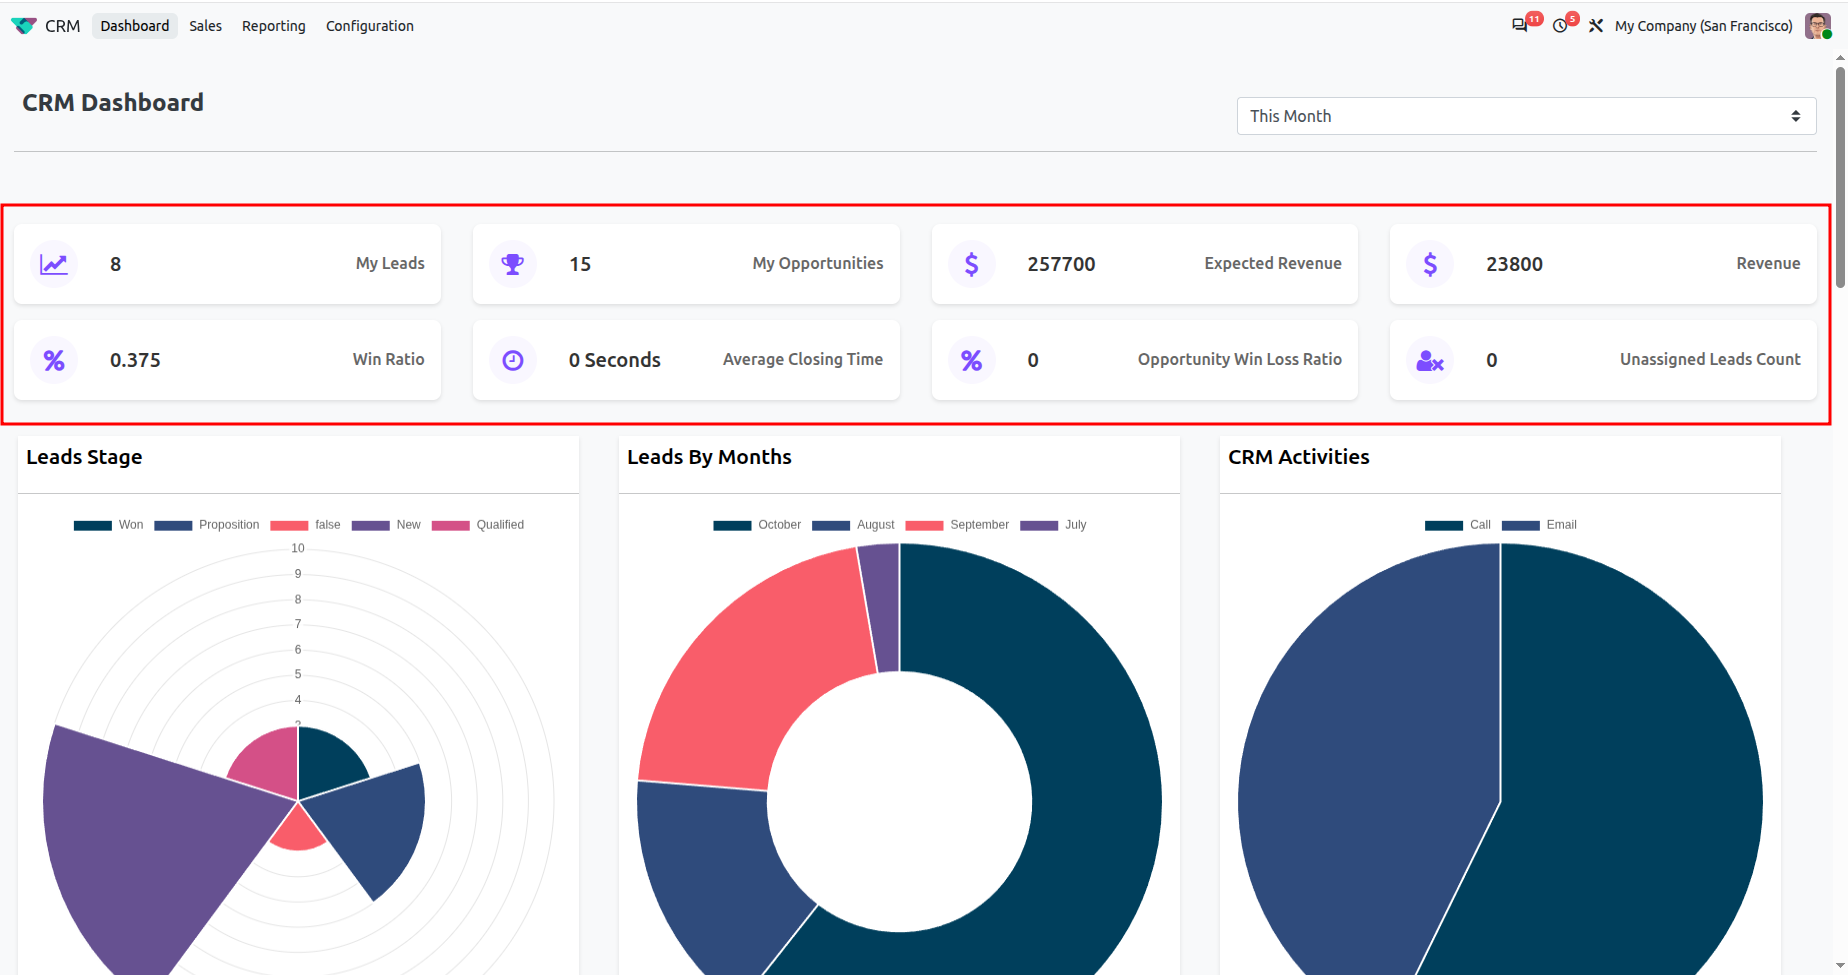 CRM Dashboard Sales Reporting Configuration 11 5 My Company (San Francisco)
CRM Dashboard
This Month
8 My Leads 15 My Opportunities 257700 Expected Revenue 23800 Revenue
0.375 Win Ratio 0 Seconds Average Closing Time 0 Opportunity Win Loss Ratio 0 Unassigned Leads Count
Leads Stage Leads By Months CRM Activities
Won Proposition false New Qualified October August September July Call Email
10
9
8
7
6
5
4